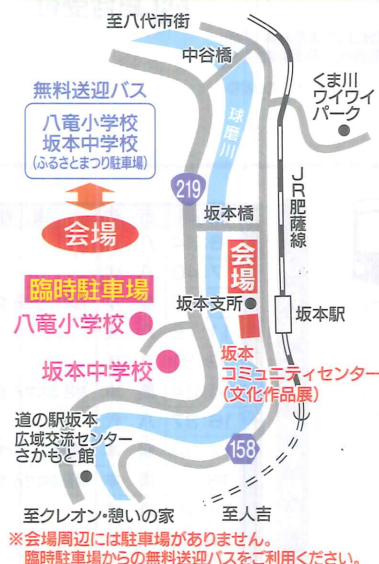 至八代市街
中谷橋
無料送迎バス
八竜小学校
坂本中学校
(ふるさとまつり駐車場)
くま川
ワイワイ
パーク
球磨川
219
JR肥薩線
坂本橋
会場
会場
臨時駐車場
坂本支所
坂本駅
八竜小学校
坂本中学校
坂本
コミュニティセンター
(文化作品展)
道の駅坂本
広域交流センター
さかもと館
158
至クレオン・憩いの家
至人吉
※会場周辺には駐車場がありません。
臨時駐車場からの無料送迎バスをご利用ください。